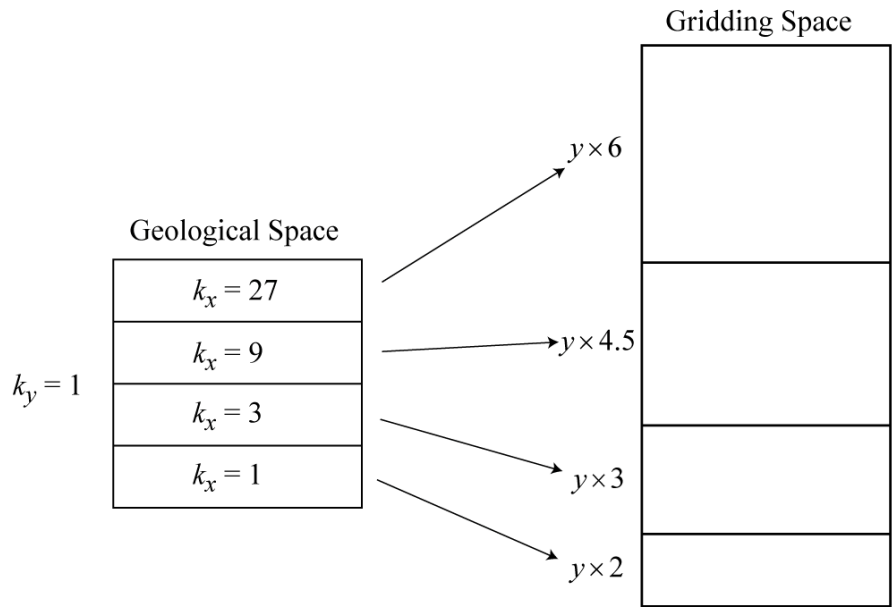 Gridding Space
y×6
Geological Space
k_x = 27
k_x = 9
y×4.5
k_y = 1
k_x = 3
k_x = 1
y×3
y×2